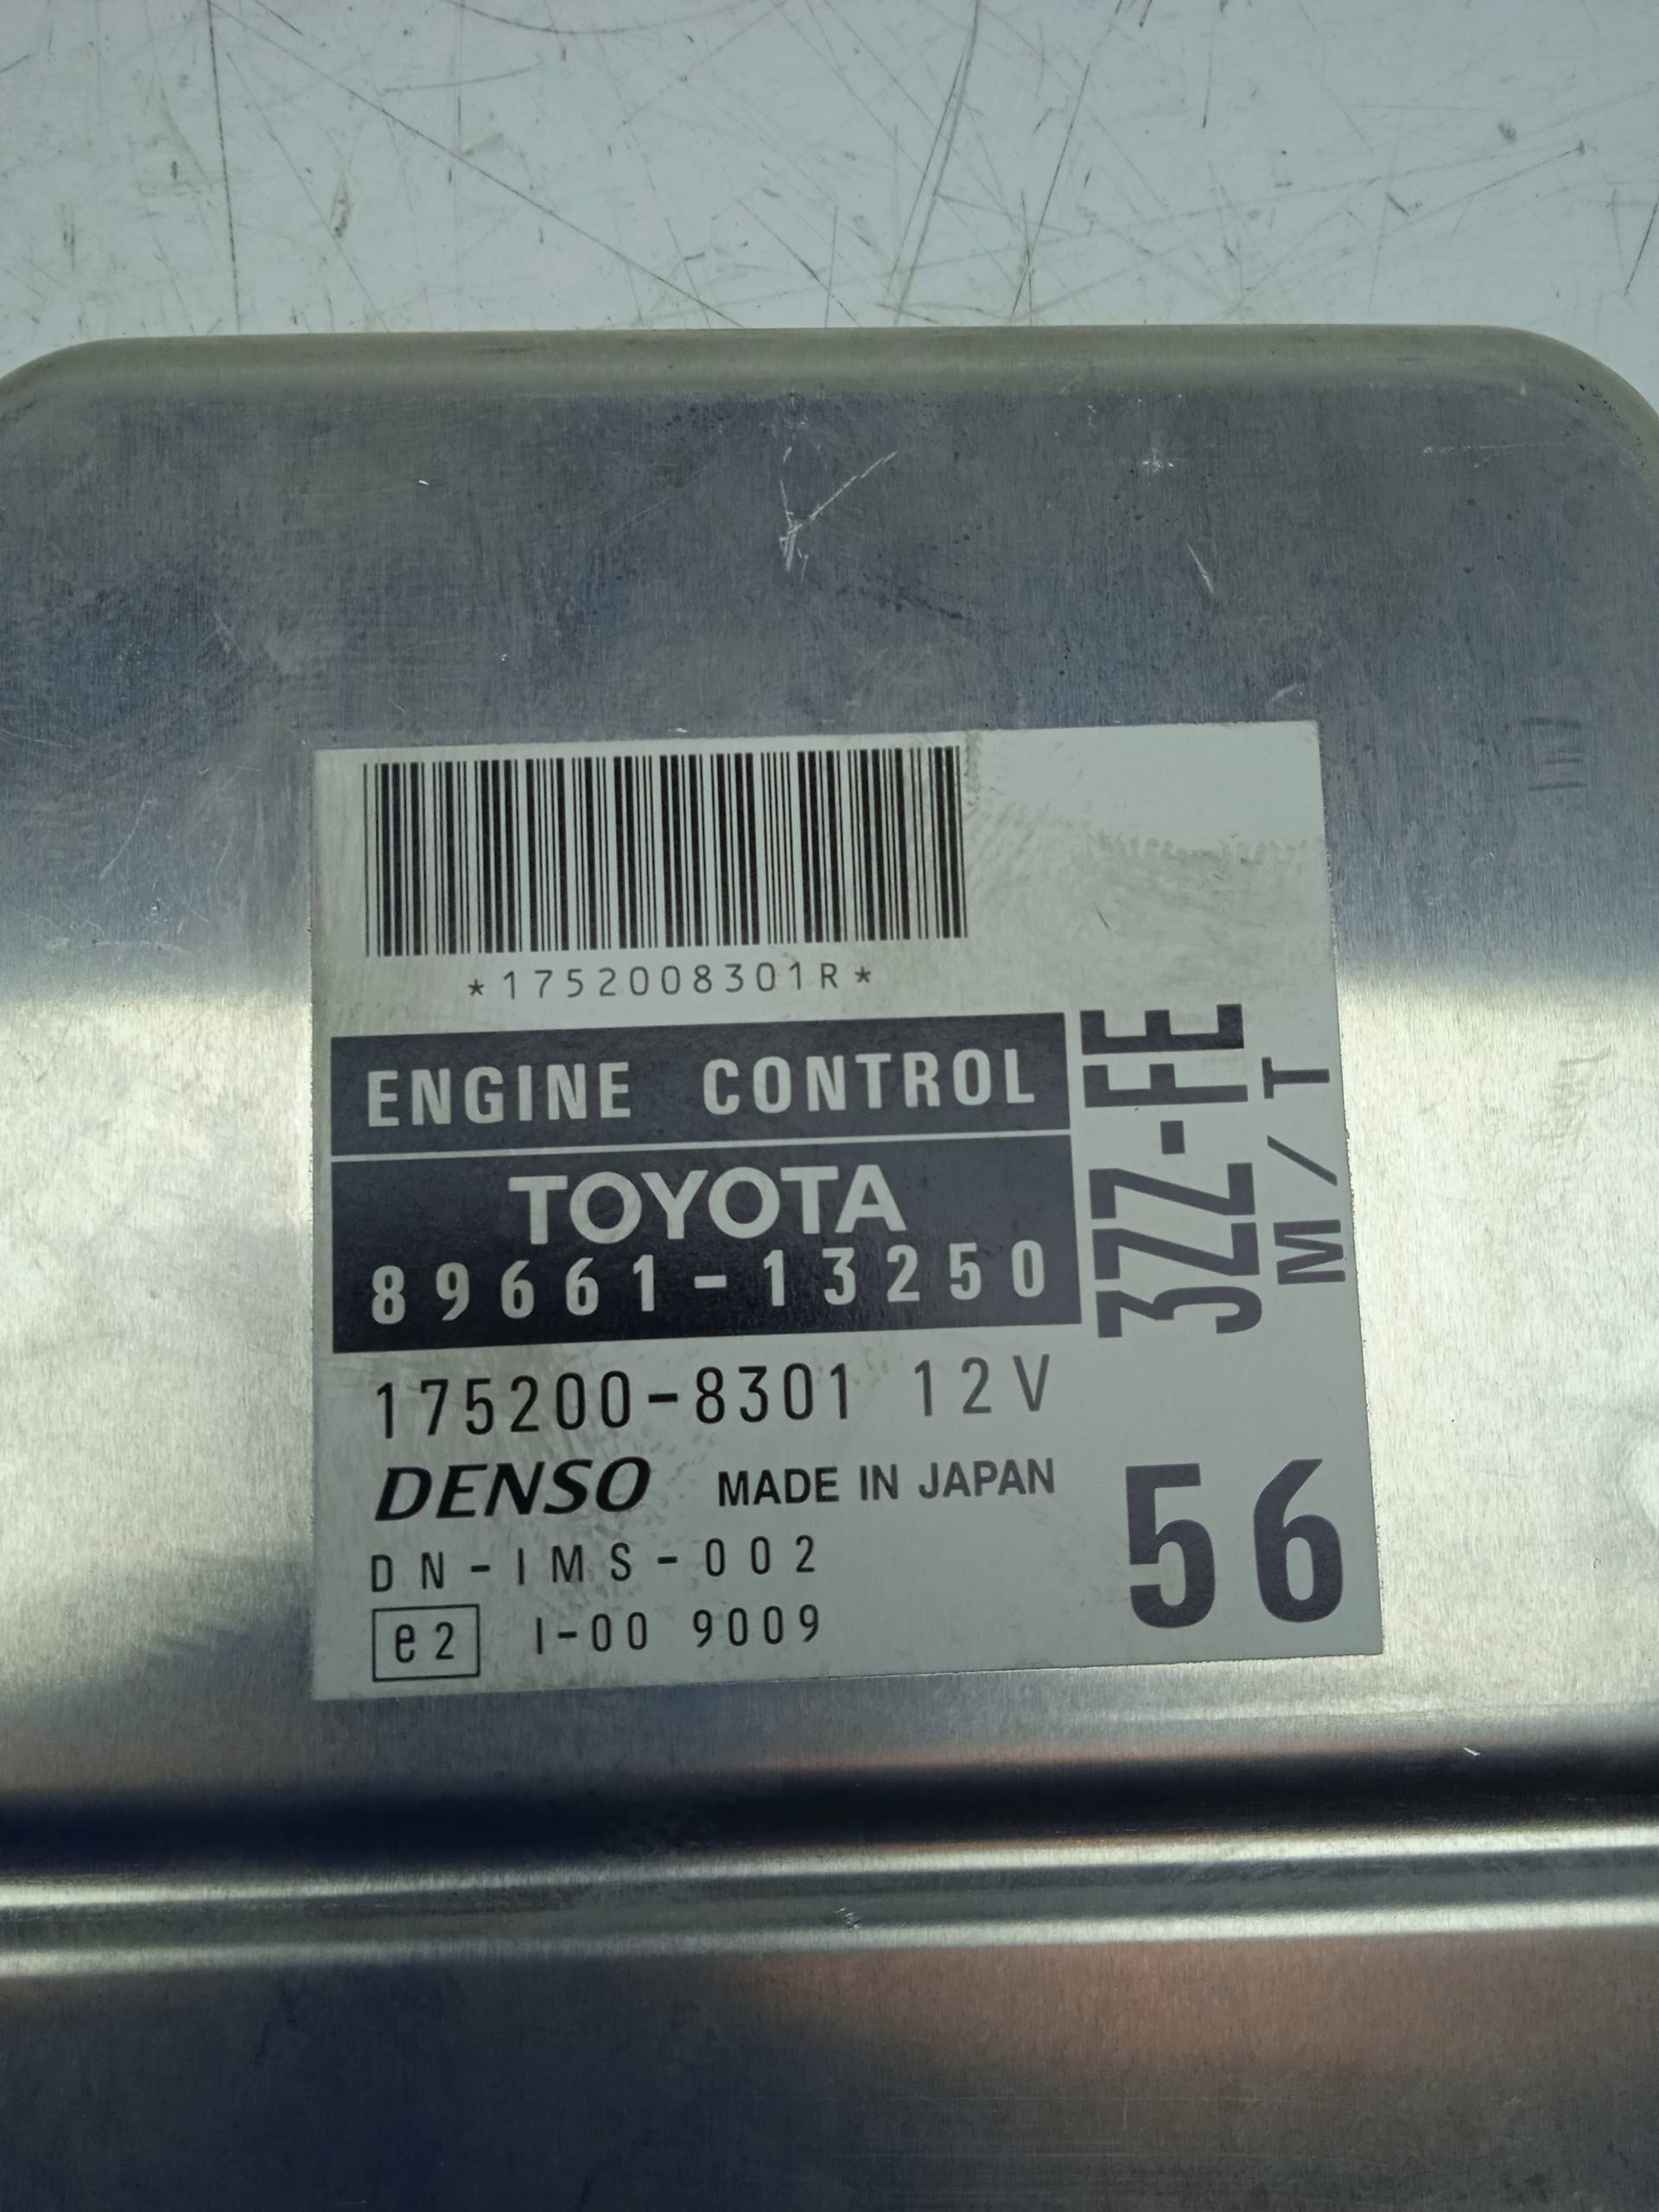 *1752008301R*
ENGINE CONTROL
TOYOTA
89661-13250
3ZZ-FE
M/T
175200-8301 12V
DENSO MADE IN JAPAN
DN-IMS-002
e2 I-00 9009
56